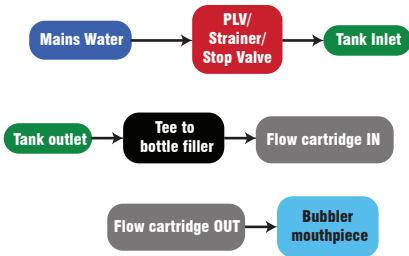 Mains Water
PLV/
Strainer/
Stop Valve
Tank Inlet
Tank outlet
Tee to
bottle filler
Flow cartridge IN
Flow cartridge OUT
Bubbler
mouthpiece